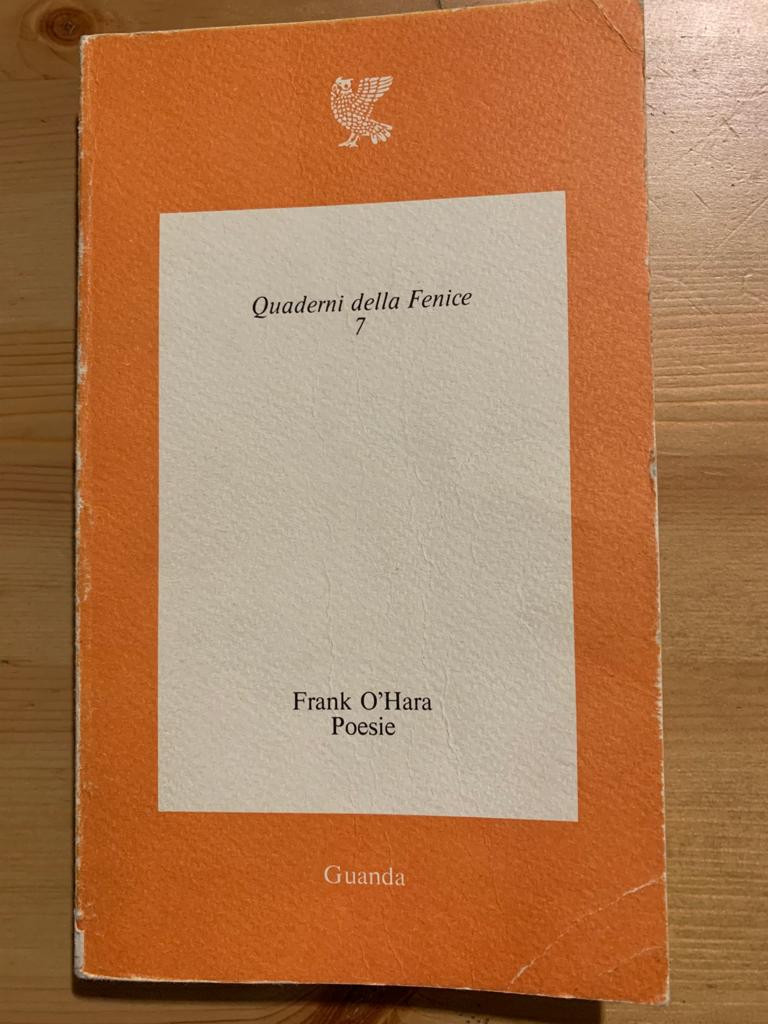 Quaderni della Fenice
7
Frank O’Hara
Poesie
Guanda